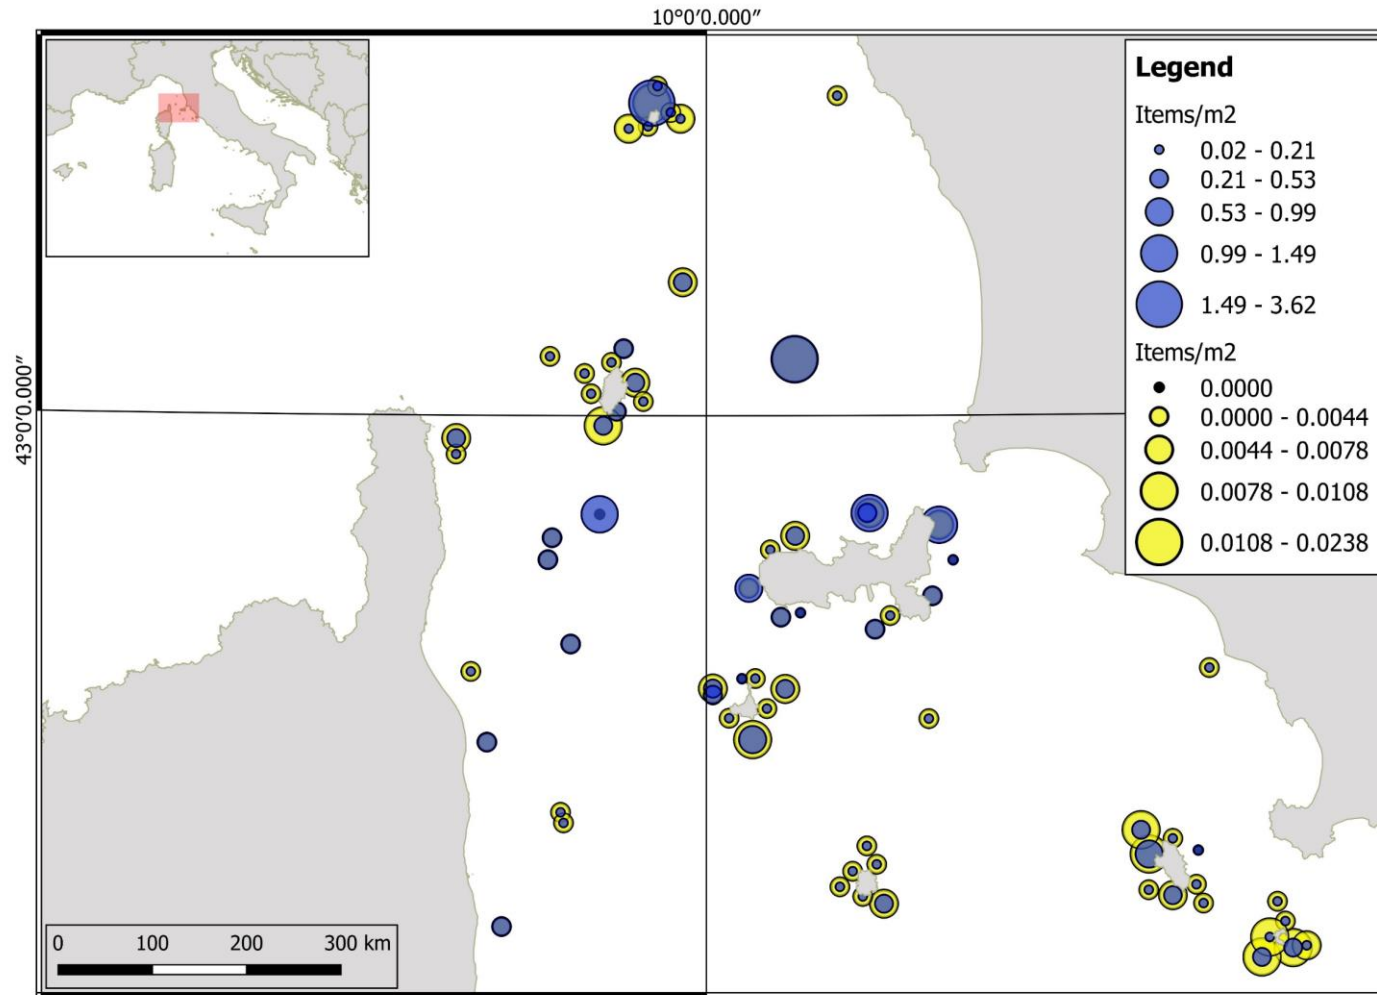 10°0′0.000″
43°0′0.000″
Legend
Items/m2
0.02 - 0.21
0.21 - 0.53
0.53 - 0.99
0.99 - 1.49
1.49 - 3.62
Items/m2
0.0000
0.0000 - 0.0044
0.0044 - 0.0078
0.0078 - 0.0108
0.0108 - 0.0238
0 100 200 300 km